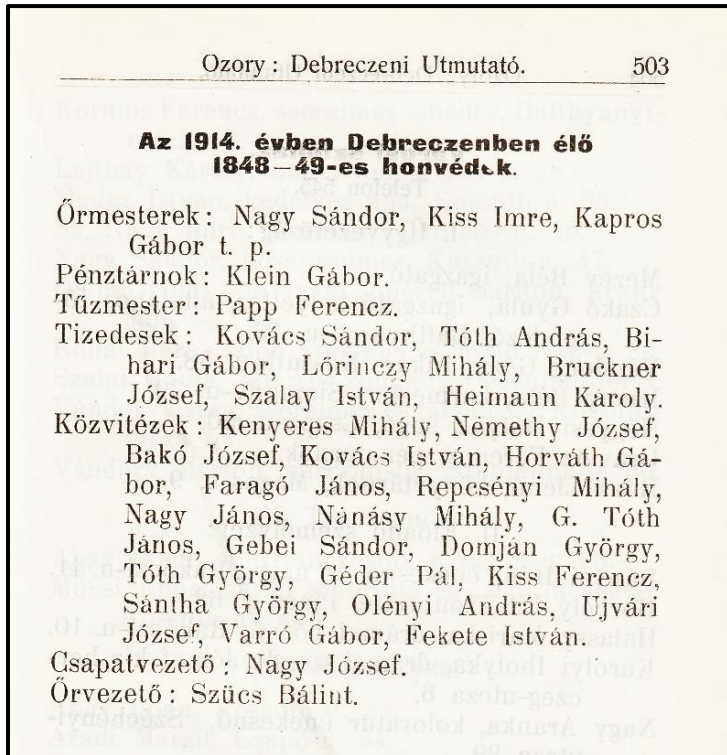 Ozory : Debreczeni Utmutató. 503
Az 1914. évben Debreczenben élő
1848—49-es honvédek.
Őrmesterek : Nagy Sándor, Kiss Imre, Kapros
Gábor t. p.
Pénztárnok : Klein Gábor.
Tűzmester : Papp Ferencz.
Tizedesek : Kovács Sándor, Tóth András, Bi-
hari Gábor, Lőrinczy Mihály, Bruckner
József, Szalay István, Heimann Károly.
Közvitézek : Kenyeres Mihály, Némethy József,
Bakó József, Kovács István, Horváth Gá-
bor, Faragó János, Repcsényi Mihály,
Nagy János, Nánásy Mihály, G. Tóth
János, Gebei Sándor, Domján György,
Tóth György, Géder Pál, Kiss Ferencz,
Sántha György, Olényi András, Ujvári
József, Varró Gábor, Fekete István.
Csapatvezető : Nagy József.
Őrvezető : Szücs Bálint.